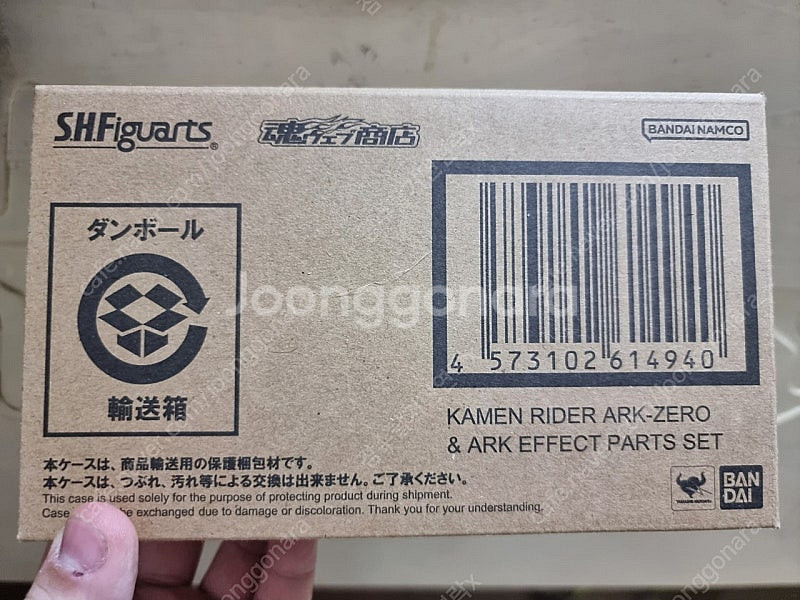 S.H.Figuarts®
魂ウェブ商店
BANDAI NAMCO
ダンボール
輸送箱
4 573102 614940
KAMEN RIDER ARK-ZERO
& ARK EFFECT PARTS SET
本ケースは、商品輸送用の保護梱包材です。
本ケースは、つぶれ、汚れ等による交換は出来ません。ご了承ください。
This case is used solely for the purpose of protecting product during shipment.
Case be exchanged due to damage or discoloration. Thank you for your understanding.
BAN
DAI
Joonggonara